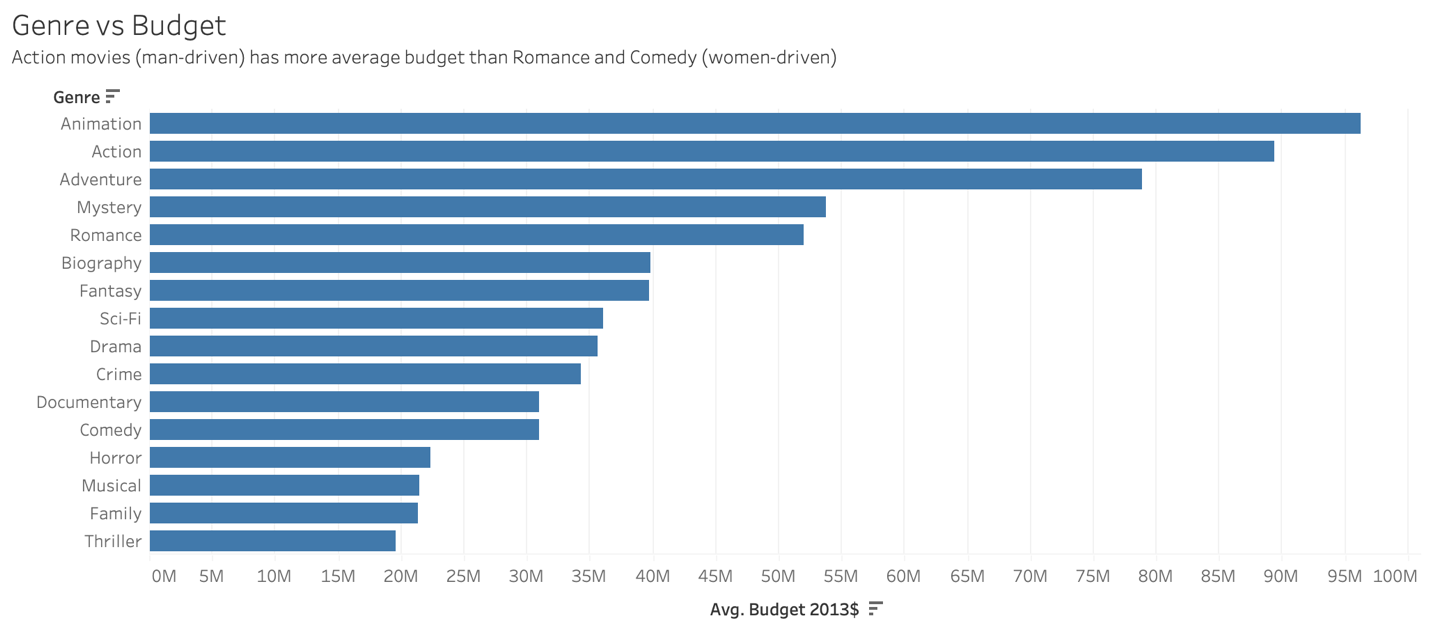 Genre vs Budget
Action movies (man-driven) has more average budget than Romance and Comedy (women-driven)
Genre
Animation
Action
Adventure
Mystery
Romance
Biography
Fantasy
Sci-Fi
Drama
Crime
Documentary
Comedy
Horror
Musical
Family
Thriller
0M 5M 10M 15M 20M 25M 30M 35M 40M 45M 50M 55M 60M 65M 70M 75M 80M 85M 90M 95M 100M
Avg. Budget 2013$